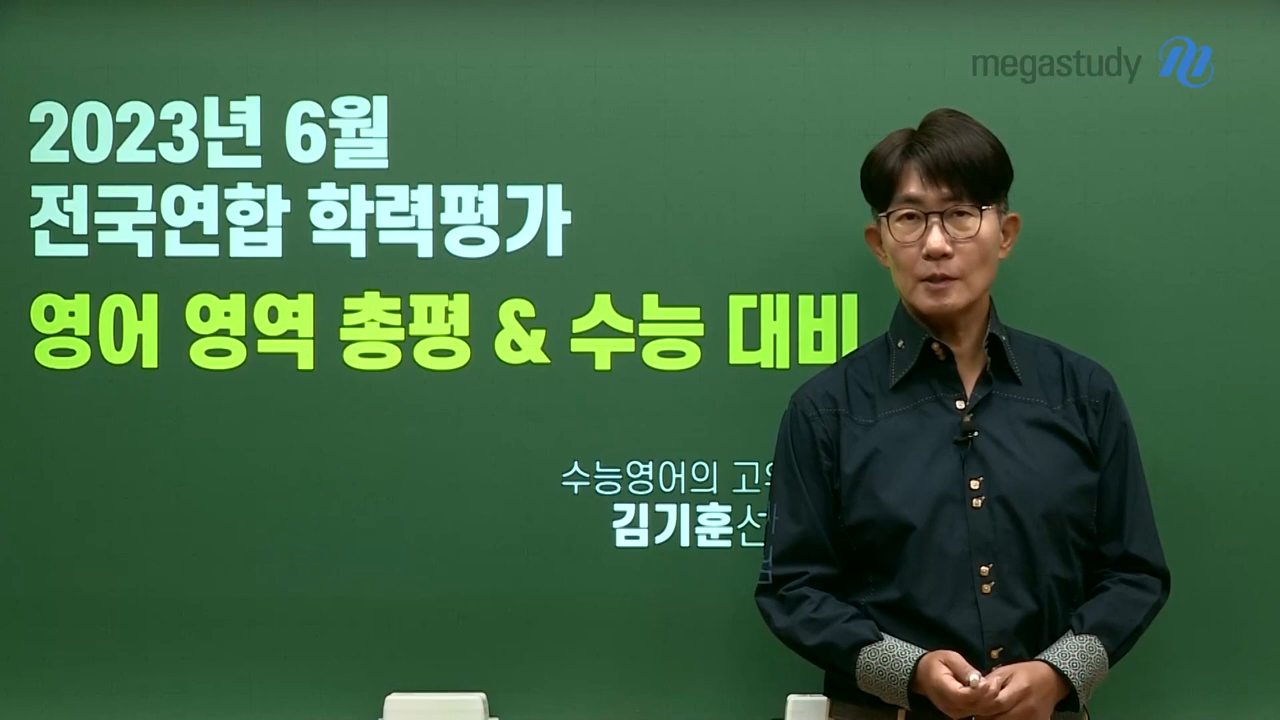 megastudy
2023년 6월
전국연합 학력평가
영어 영역 총평 & 수능 대비
수능영어의
김기훈